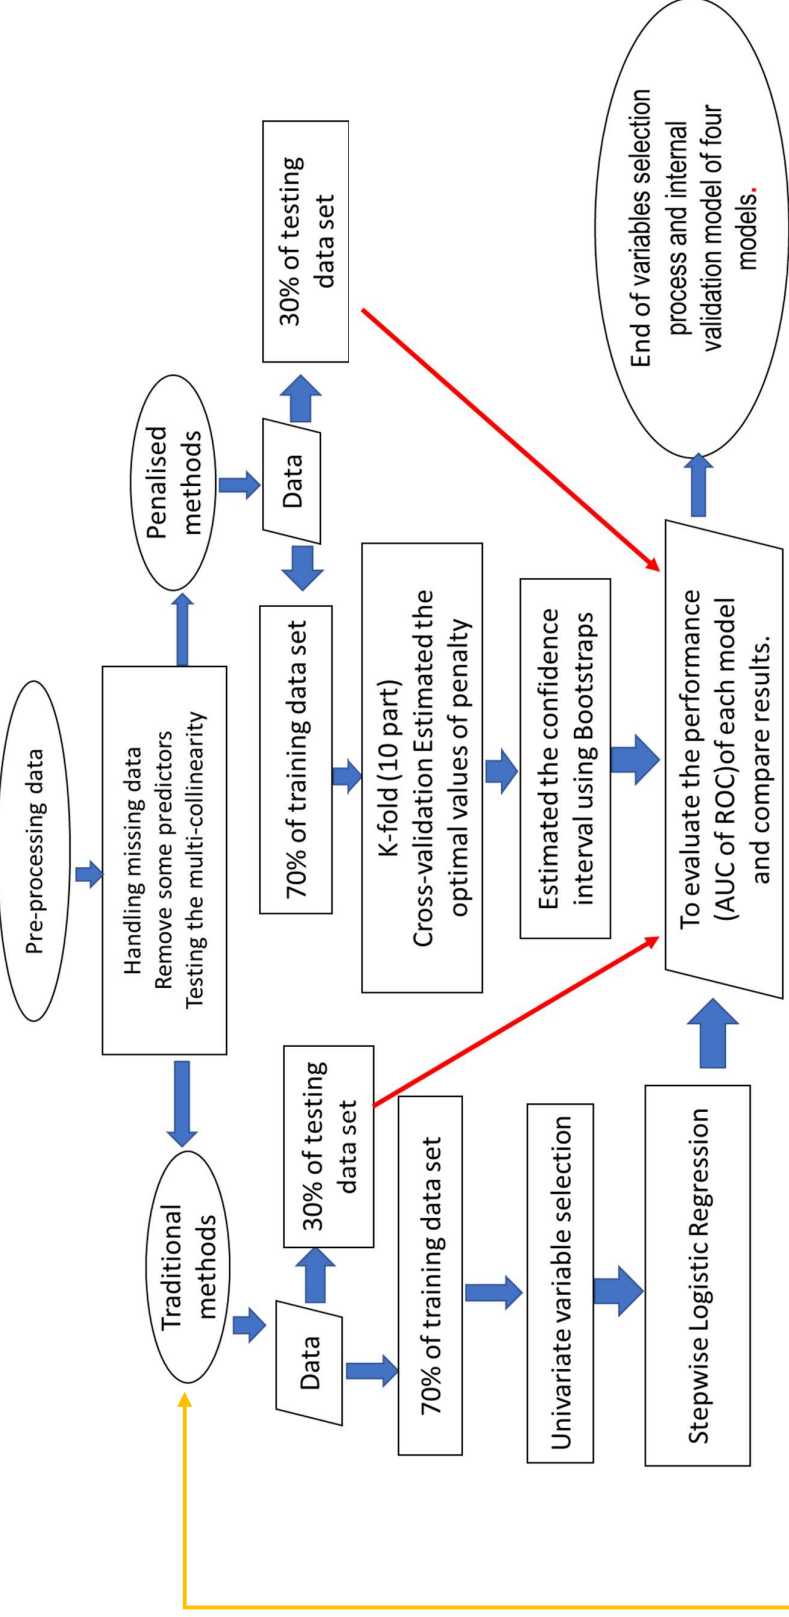 Pre-processing data
Handling missing data
Remove some predictors
Testing the multi-collinearity
Traditional
methods
Data
30% of testing
data set
70% of training data set
Univariate variable selection
Stepwise Logistic Regression
Penalised
methods
Data
30% of testing
data set
70% of training data set
K-fold (10 part)
Cross-validation Estimated the
optimal values of penalty
Estimated the confidence
interval using Bootstraps
To evaluate the performance
(AUC of ROC)of each model
and compare results.
End of variables selection
process and internal
validation model of four
models.